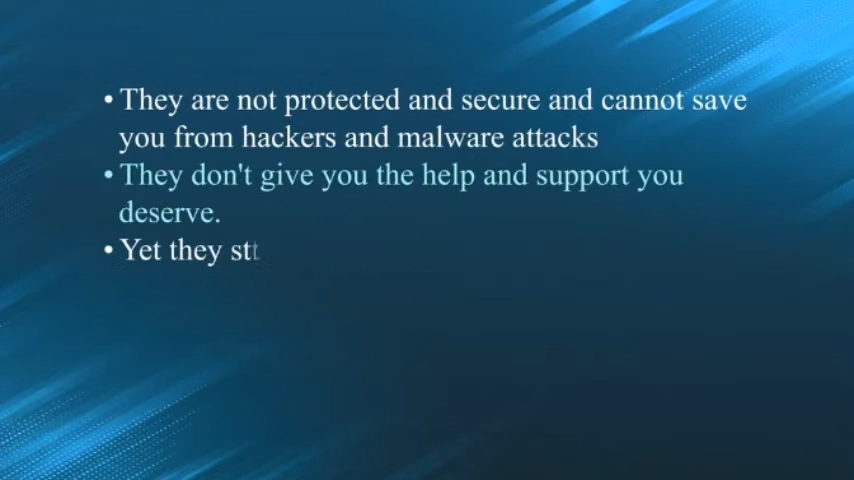 • They are not protected and secure and cannot save
you from hackers and malware attacks
• They don't give you the help and support you
deserve.
• Yet they